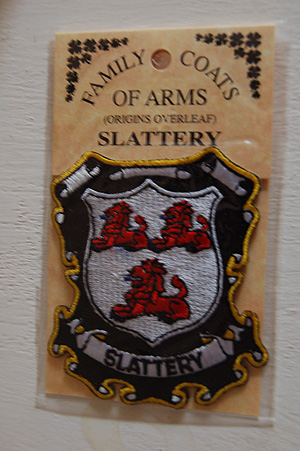 FAMILY COATS
OF ARMS
(ORIGINS OVERLEAF)
SLATTERY
SLATTERY